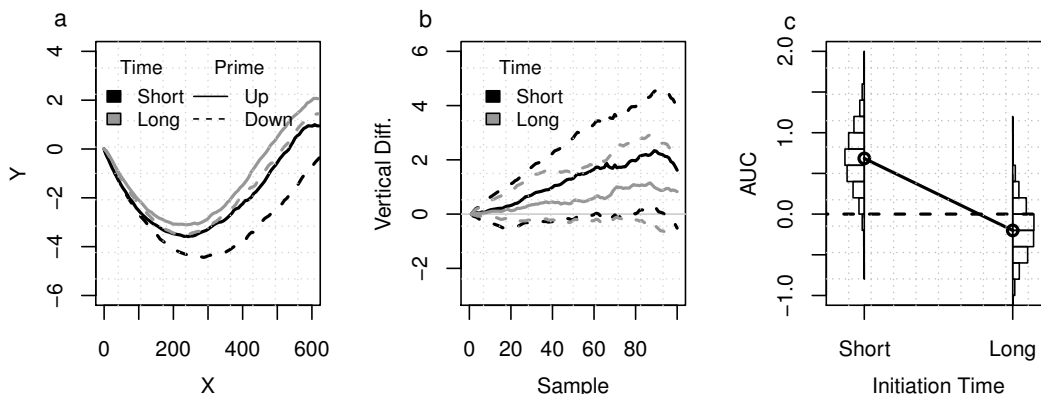 a
Y
4
2
0
−2
−4
−6
Time Prime
Short Up
Long Down
0 200 400 600
X
b
Vertical Diff.
6
4
2
0
−2
Time
Short
Long
0 20 40 60 80
Sample
c
AUC
2.0
1.0
0.0
−1.0
Short Long
Initiation Time